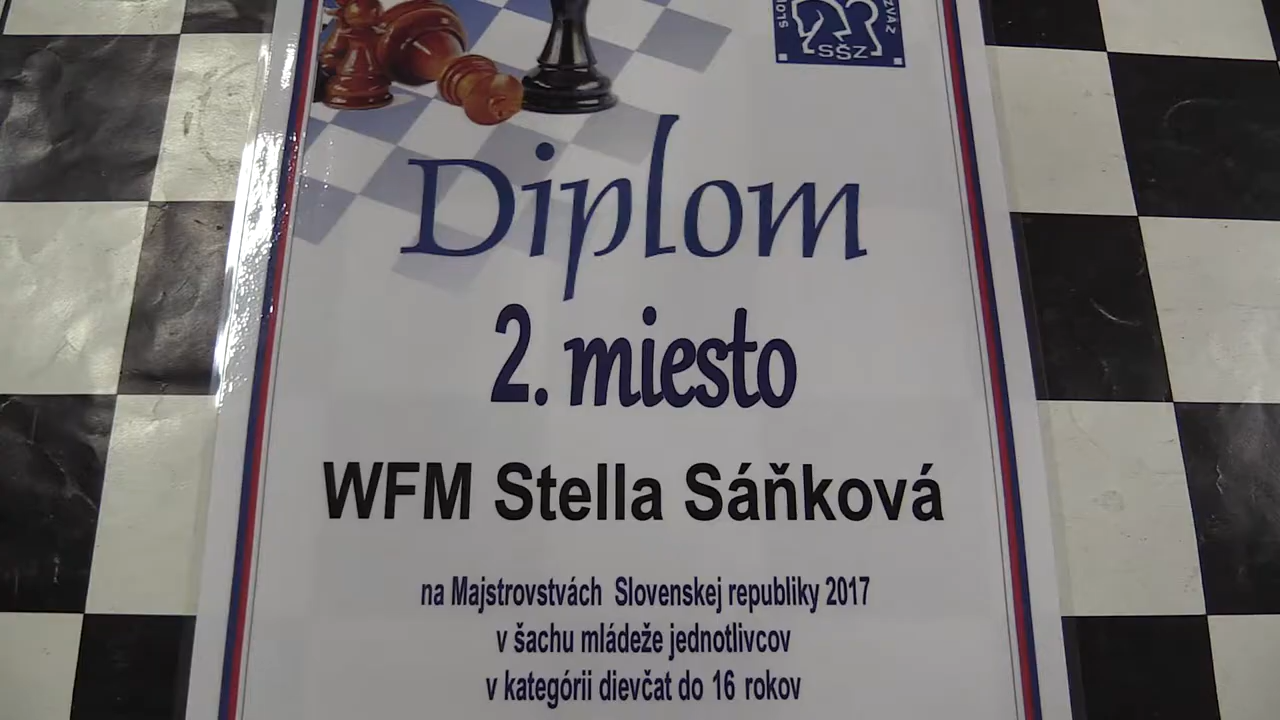 SŠZ
Diplom
2. miesto
WFM Stella Sáňková
na Majstrovstvách Slovenskej republiky 2017
v šachu mládeže jednotlivcov
v kategórii dievčat do 16 rokov